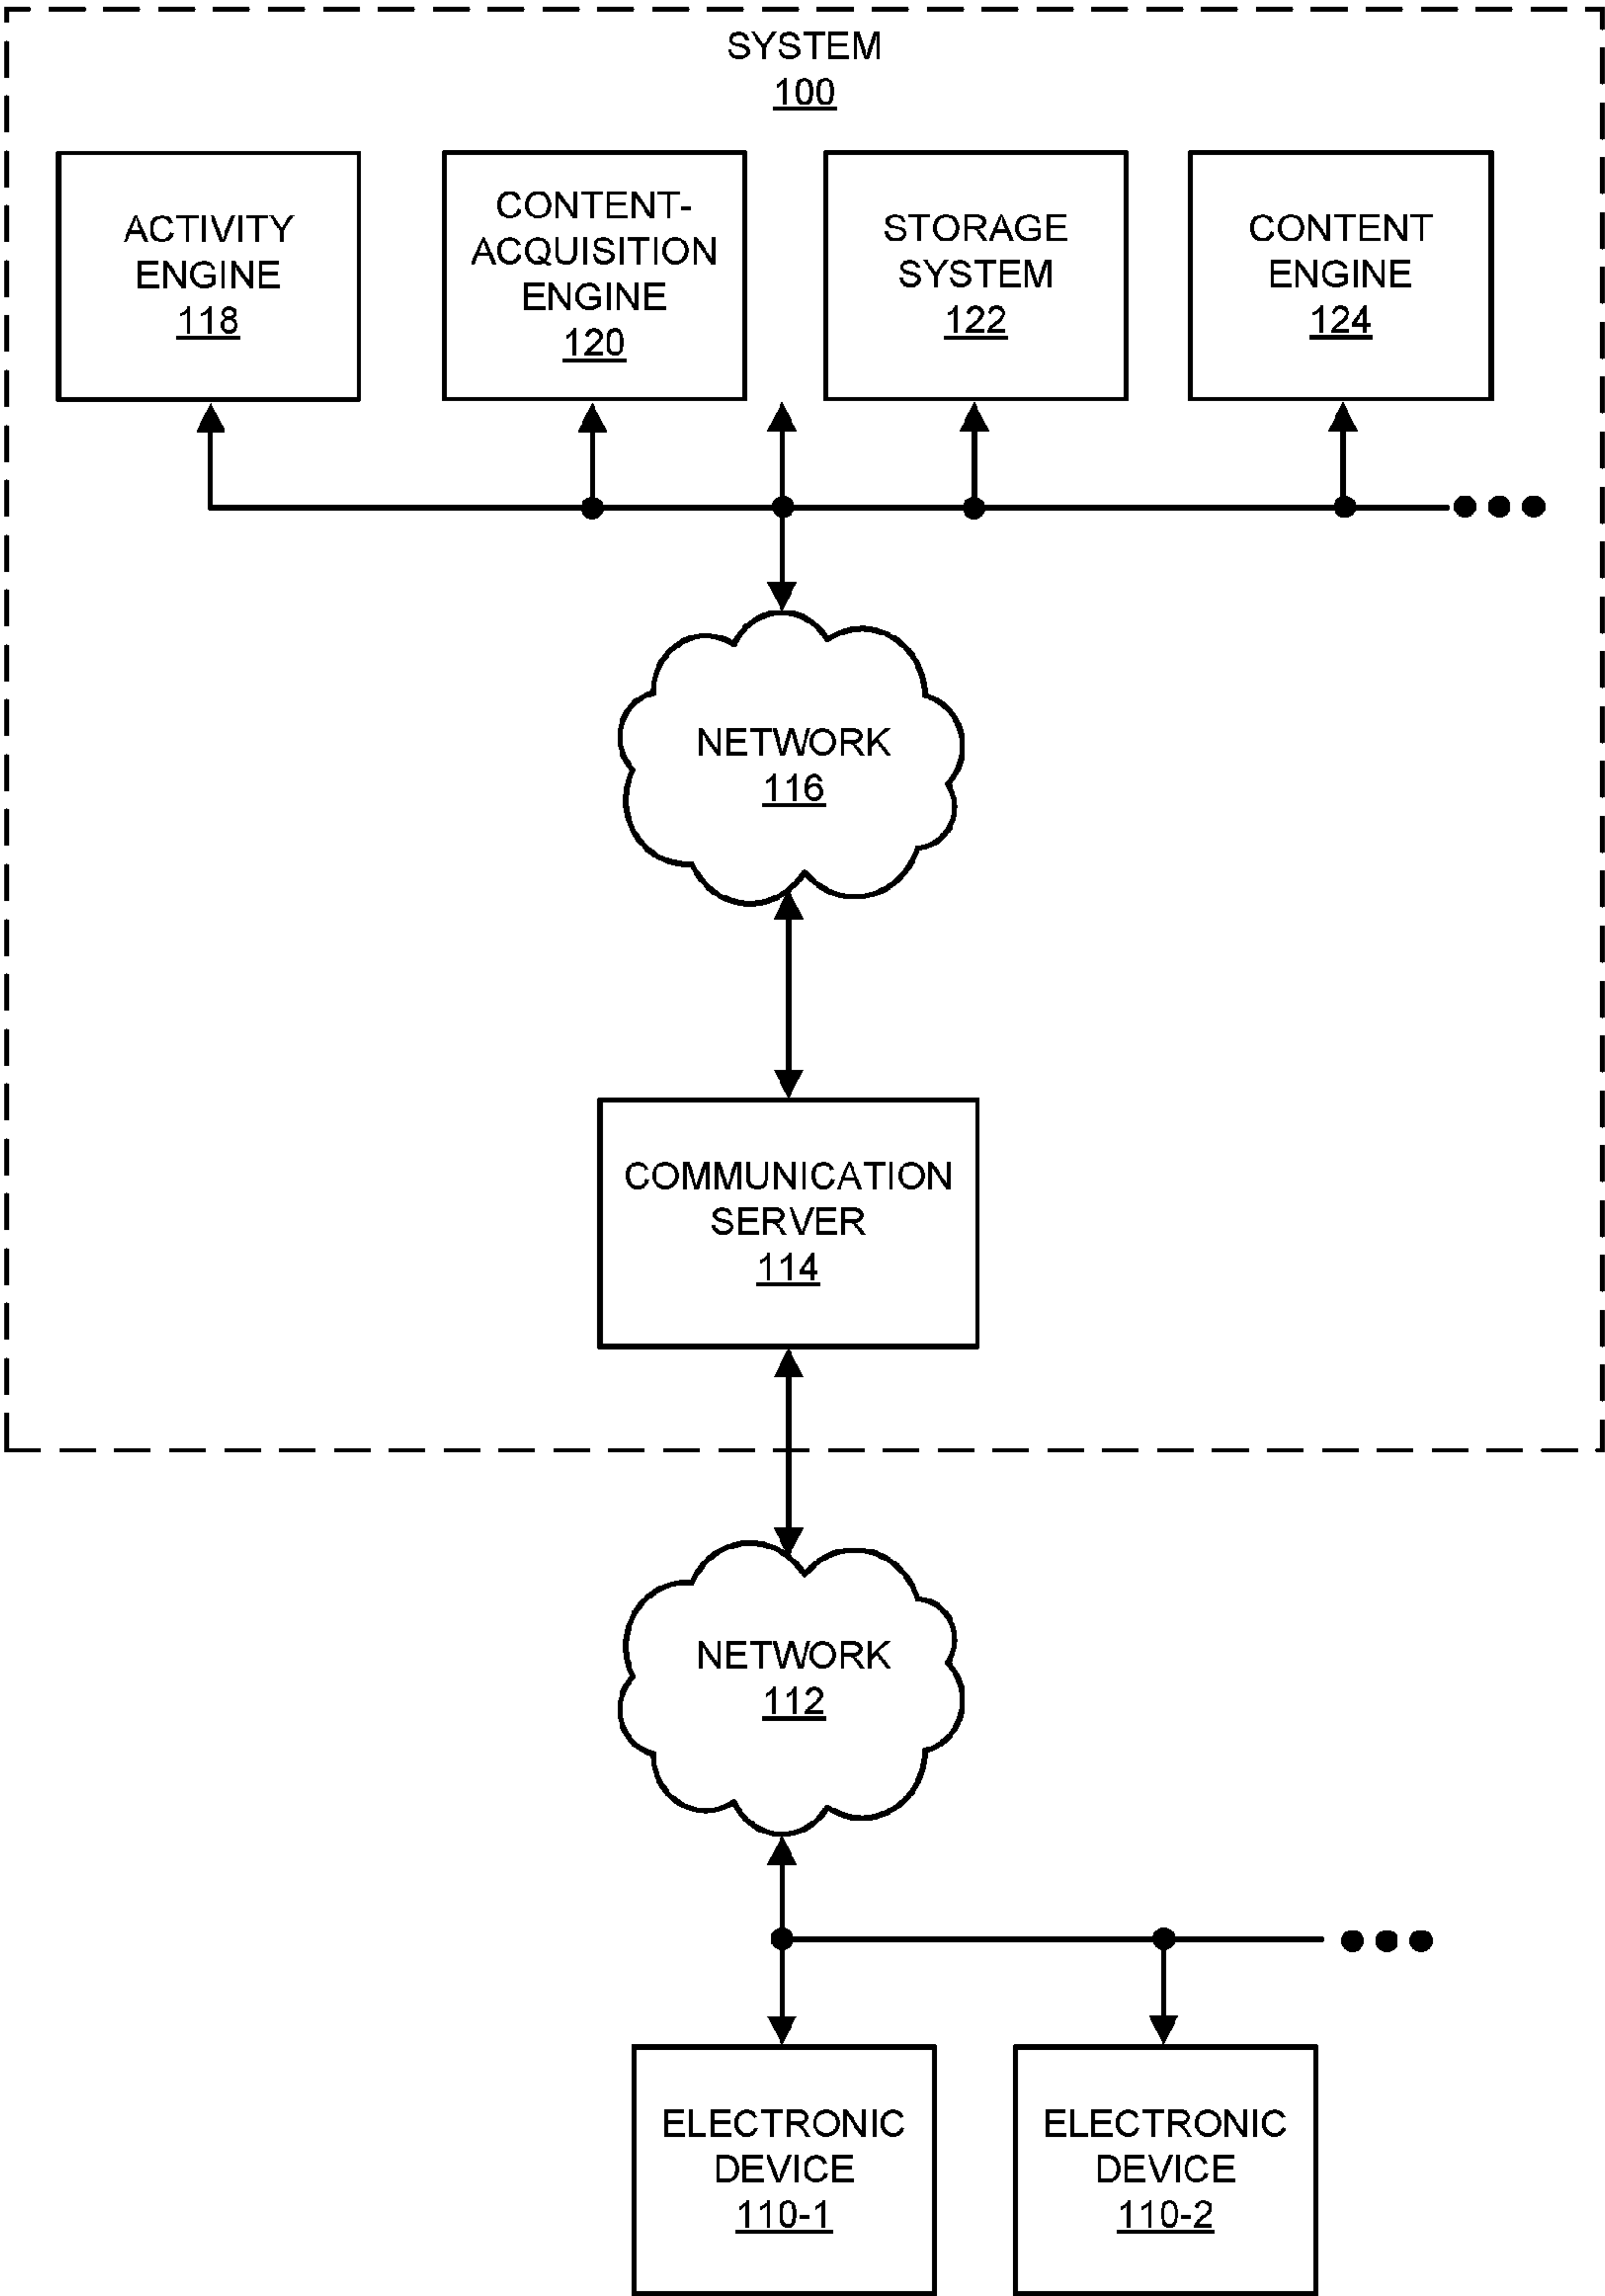 SYSTEM
100
ACTIVITY
ENGINE
118
CONTENT-
ACQUISITION
ENGINE
120
STORAGE
SYSTEM
122
CONTENT
ENGINE
124
NETWORK
116
COMMUNICATION
SERVER
114
NETWORK
112
ELECTRONIC
DEVICE
110-1
ELECTRONIC
DEVICE
110-2